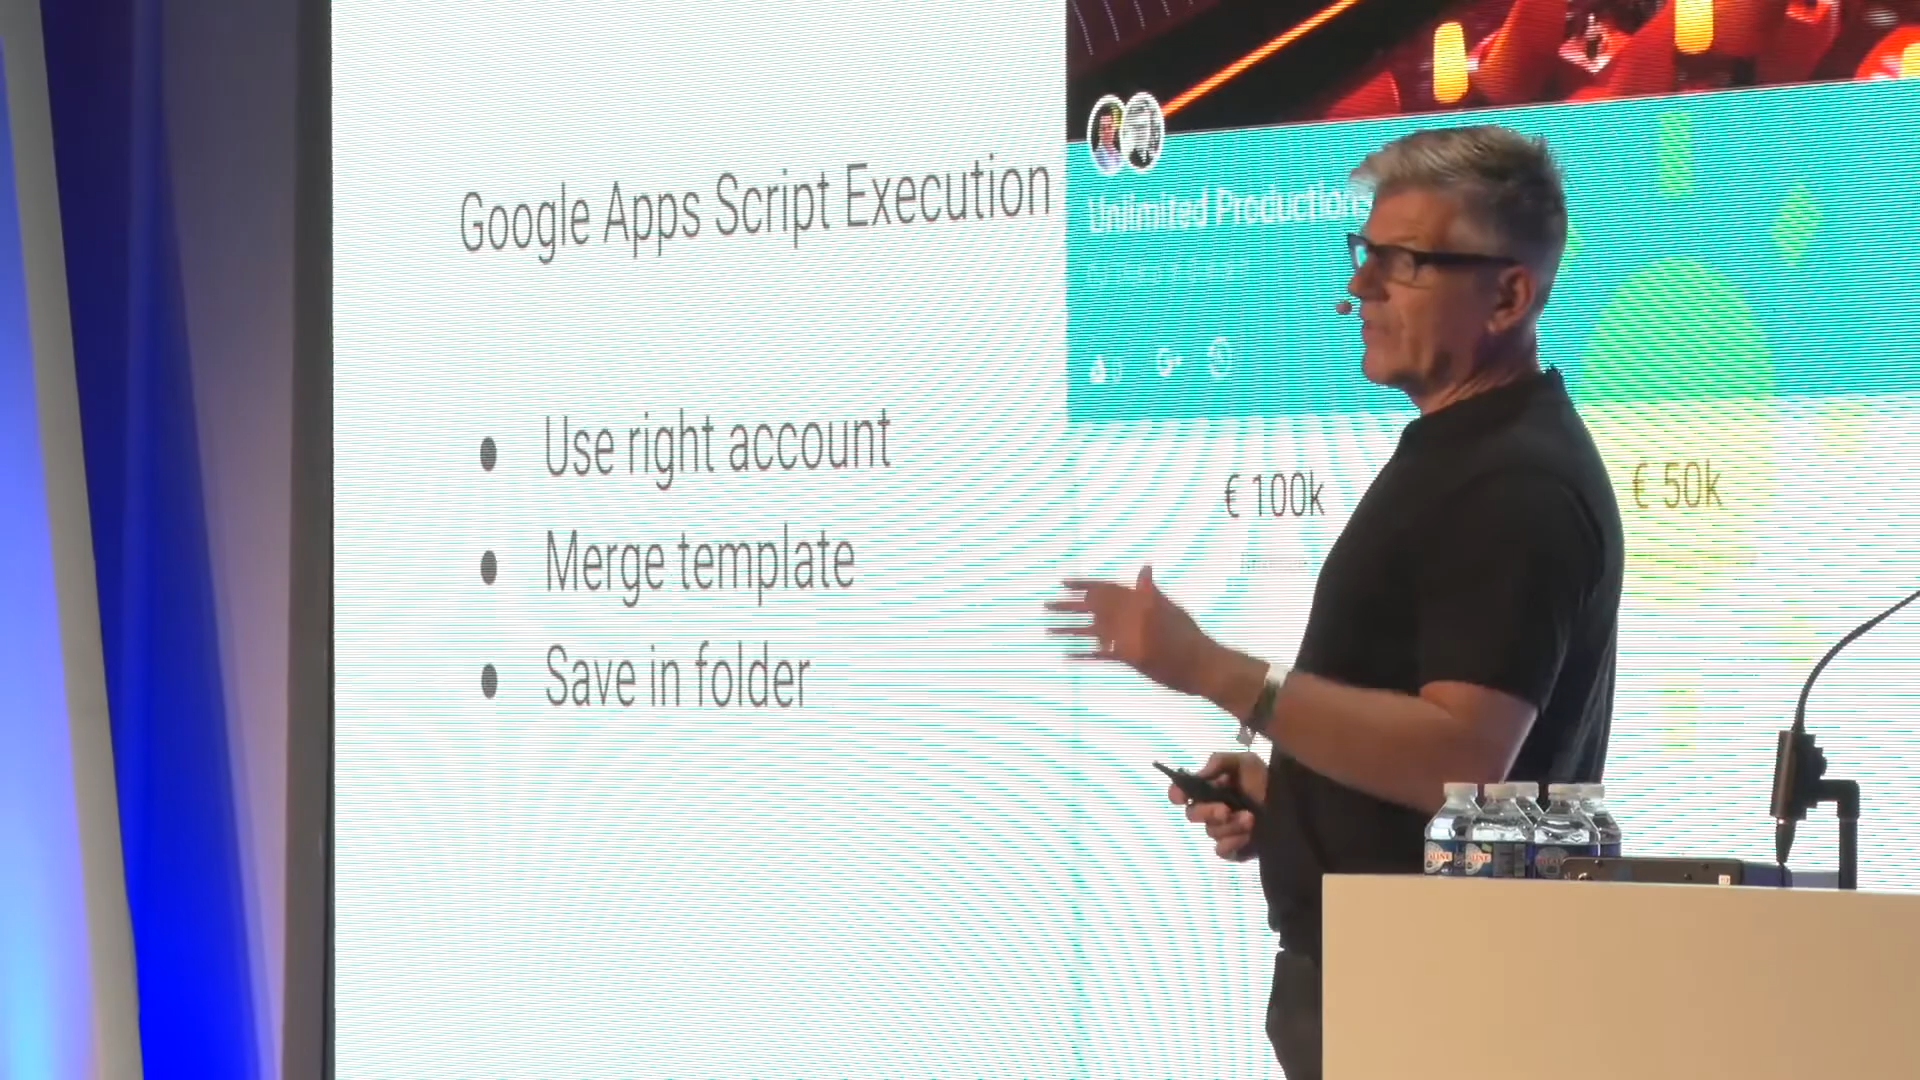 Google Apps Script Execution
Use right account
Merge template
Save in folder
Unlimited Productions
€ 100k
€ 50k